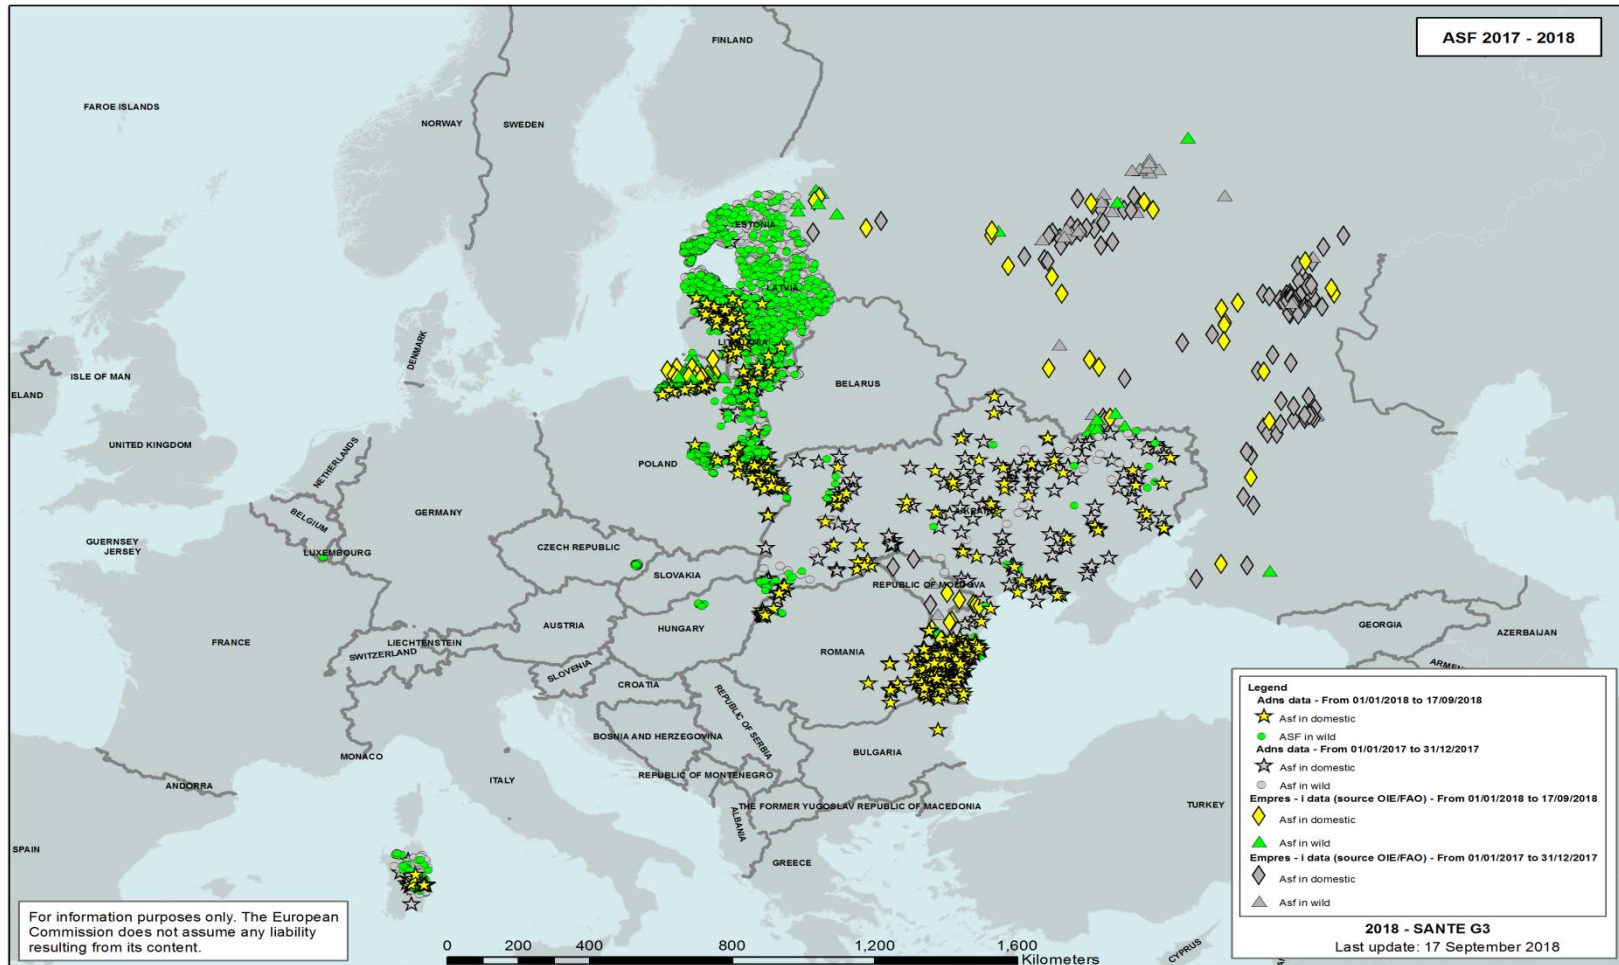 ASF 2017 - 2018
FINLAND
FAROE ISLANDS
NORWAY
SWEDEN
ESTONIA
LATVIA
LITHUANIA
DENMARK
ISLE OF MAN
ELAND
BELARUS
UNITED KINGDOM
NETHERLANDS
POLAND
BELGIUM
GERMANY
UKRAINE
GUERNSEY
JERSEY
LUXEMBOURG
CZECH REPUBLIC
SLOVAKIA
REPUBLIC OF MOLDOVA
FRANCE
LIECHTENSTEIN
SWITZERLAND
AUSTRIA
HUNGARY
ROMANIA
GEORGIA
AZERBAIJAN
ARMEN
SLOVENIA
CROATIA
REPUBLIC OF SERBIA
BOSNIA AND HERZEGOVINA
BULGARIA
MONACO
ANDORRA
ITALY
REPUBLIC OF MONTENEGRO
THE FORMER YUGOSLAV REPUBLIC OF MACEDONIA
ALBANIA
TURKEY
SPAIN
GREECE
CYPRUS
Legend
Adns data - From 01/01/2018 to 17/09/2018
Asf in domestic
ASF in wild
Adns data - From 01/01/2017 to 31/12/2017
Asf in domestic
Asf in wild
Empres - i data (source OIE/FAO) - From 01/01/2018 to 17/09/2018
Asf in domestic
Asf in wild
Empres - i data (source OIE/FAO) - From 01/01/2017 to 31/12/2017
Asf in domestic
Asf in wild
2018 - SANTE G3
Last update: 17 September 2018
For information purposes only. The European
Commission does not assume any liability
resulting from its content.
0 200 400 800 1,200 1,600
Kilometers